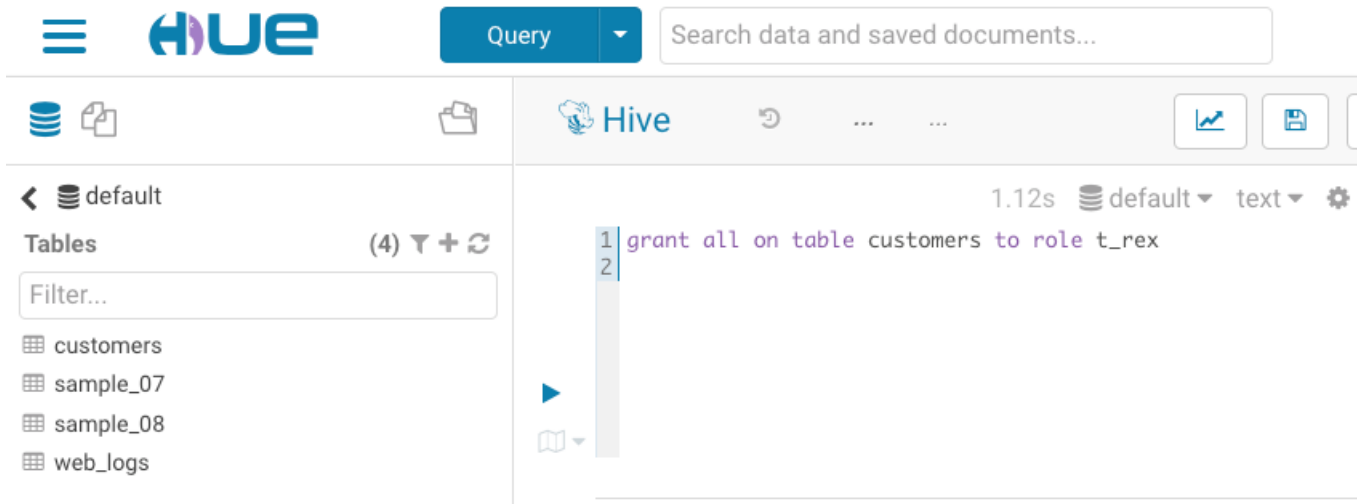 HUE
Query
Search data and saved documents...
Hive
...
...
default
Tables
(4)
Filter...
customers
sample_07
sample_08
web_logs
1.12s
default
text
1 grant all on table customers to role t_rex
2